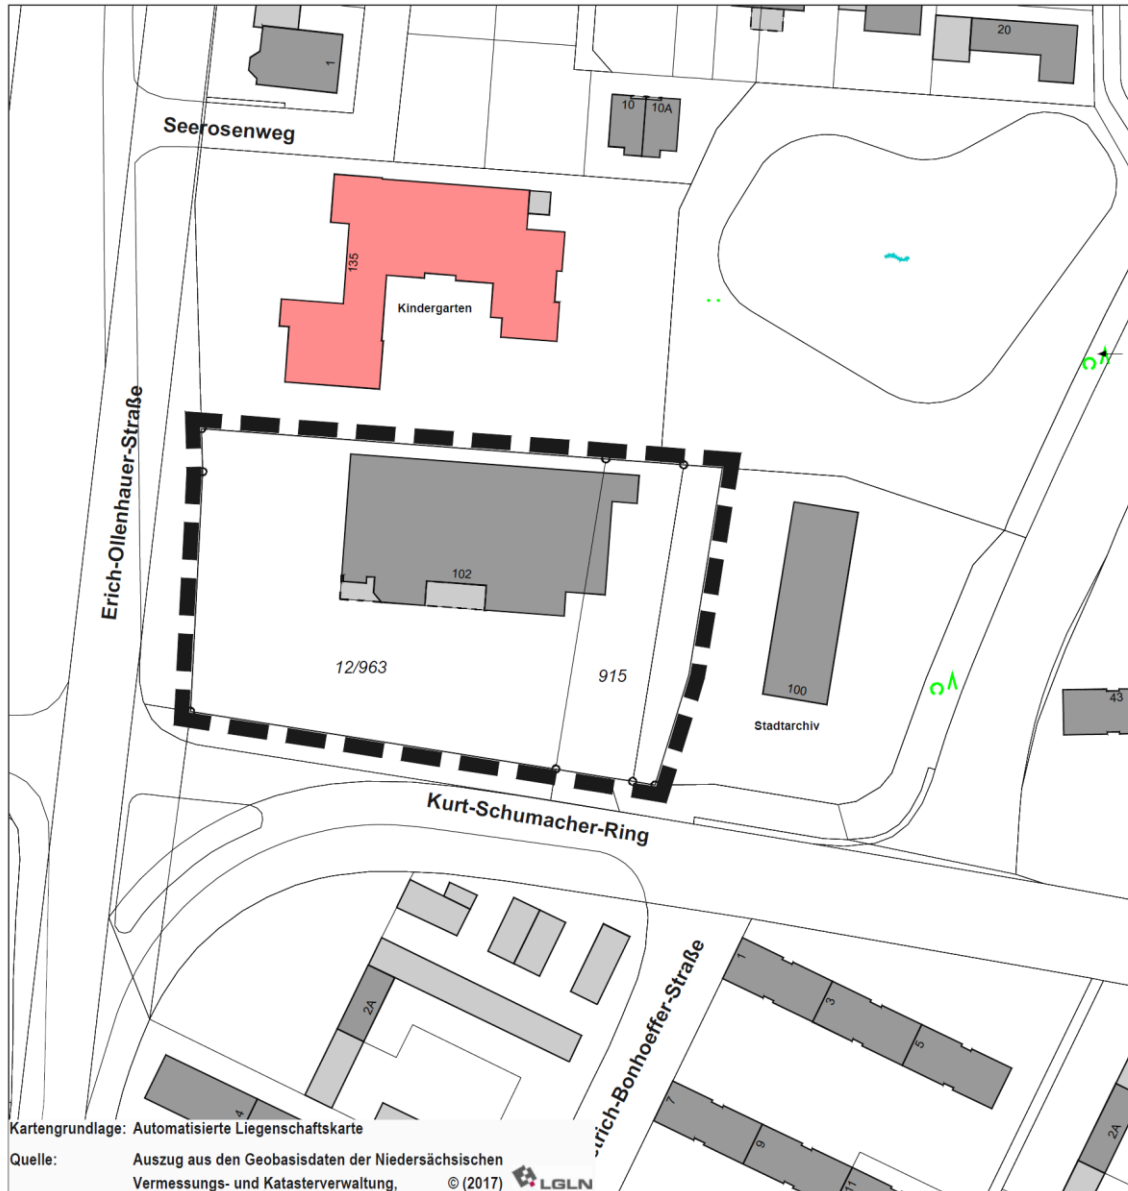 20
1
10
10A
Seerosenweg
135
Kindergarten
Erich-Ollenhauer-Straße
102
12/963
915
100
43
Stadtarchiv
Kurt-Schumacher-Ring
1
3
5
2A
trich-Bonhoeffer-Straße
4
7
9
11
2A
Kartengrundlage: Automatisierte Liegenschaftskarte
Quelle: Auszug aus den Geobasisdaten der Niedersächsischen
Vermessungs- und Katasterverwaltung, © (2017) LGLN